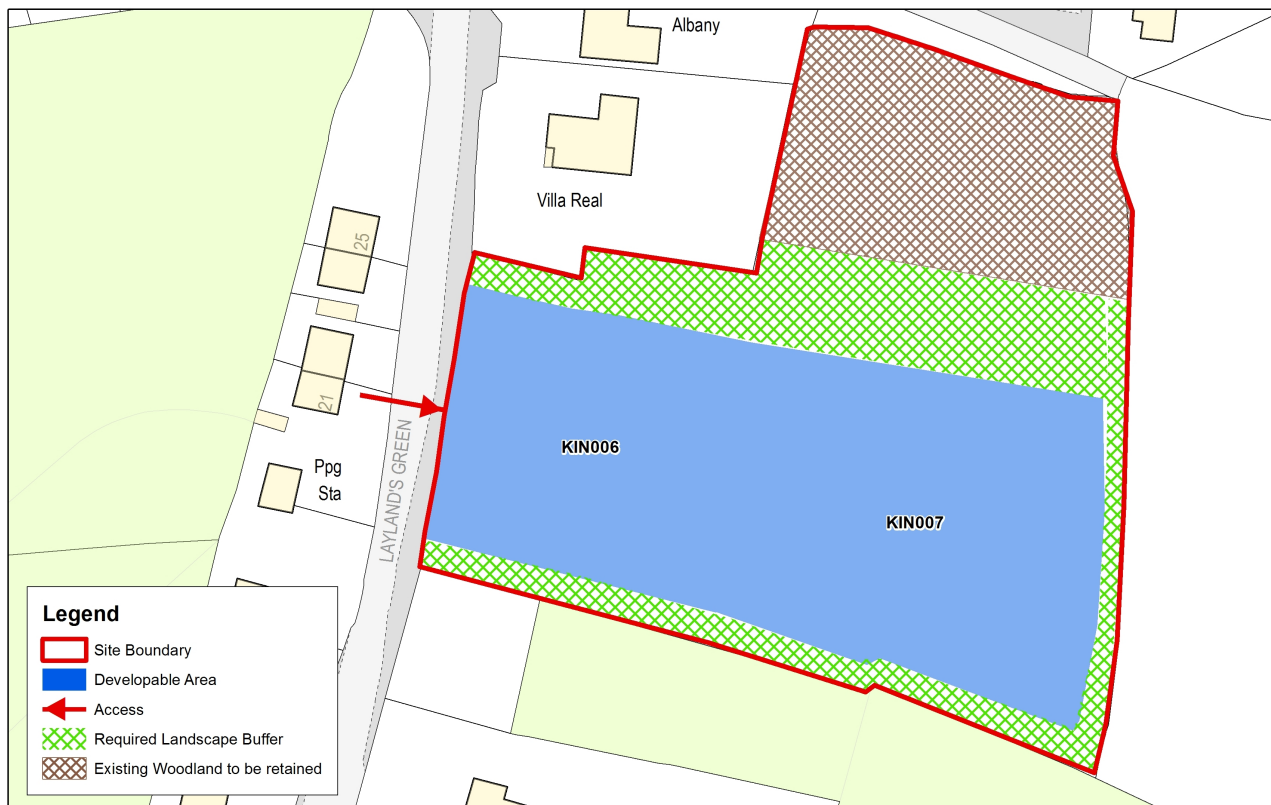 Albany
Villa Real
25
21
Ppg
Sta
LAYLAND'S GREEN
KIN006
KIN007
Legend
Site Boundary
Developable Area
Access
Required Landscape Buffer
Existing Woodland to be retained